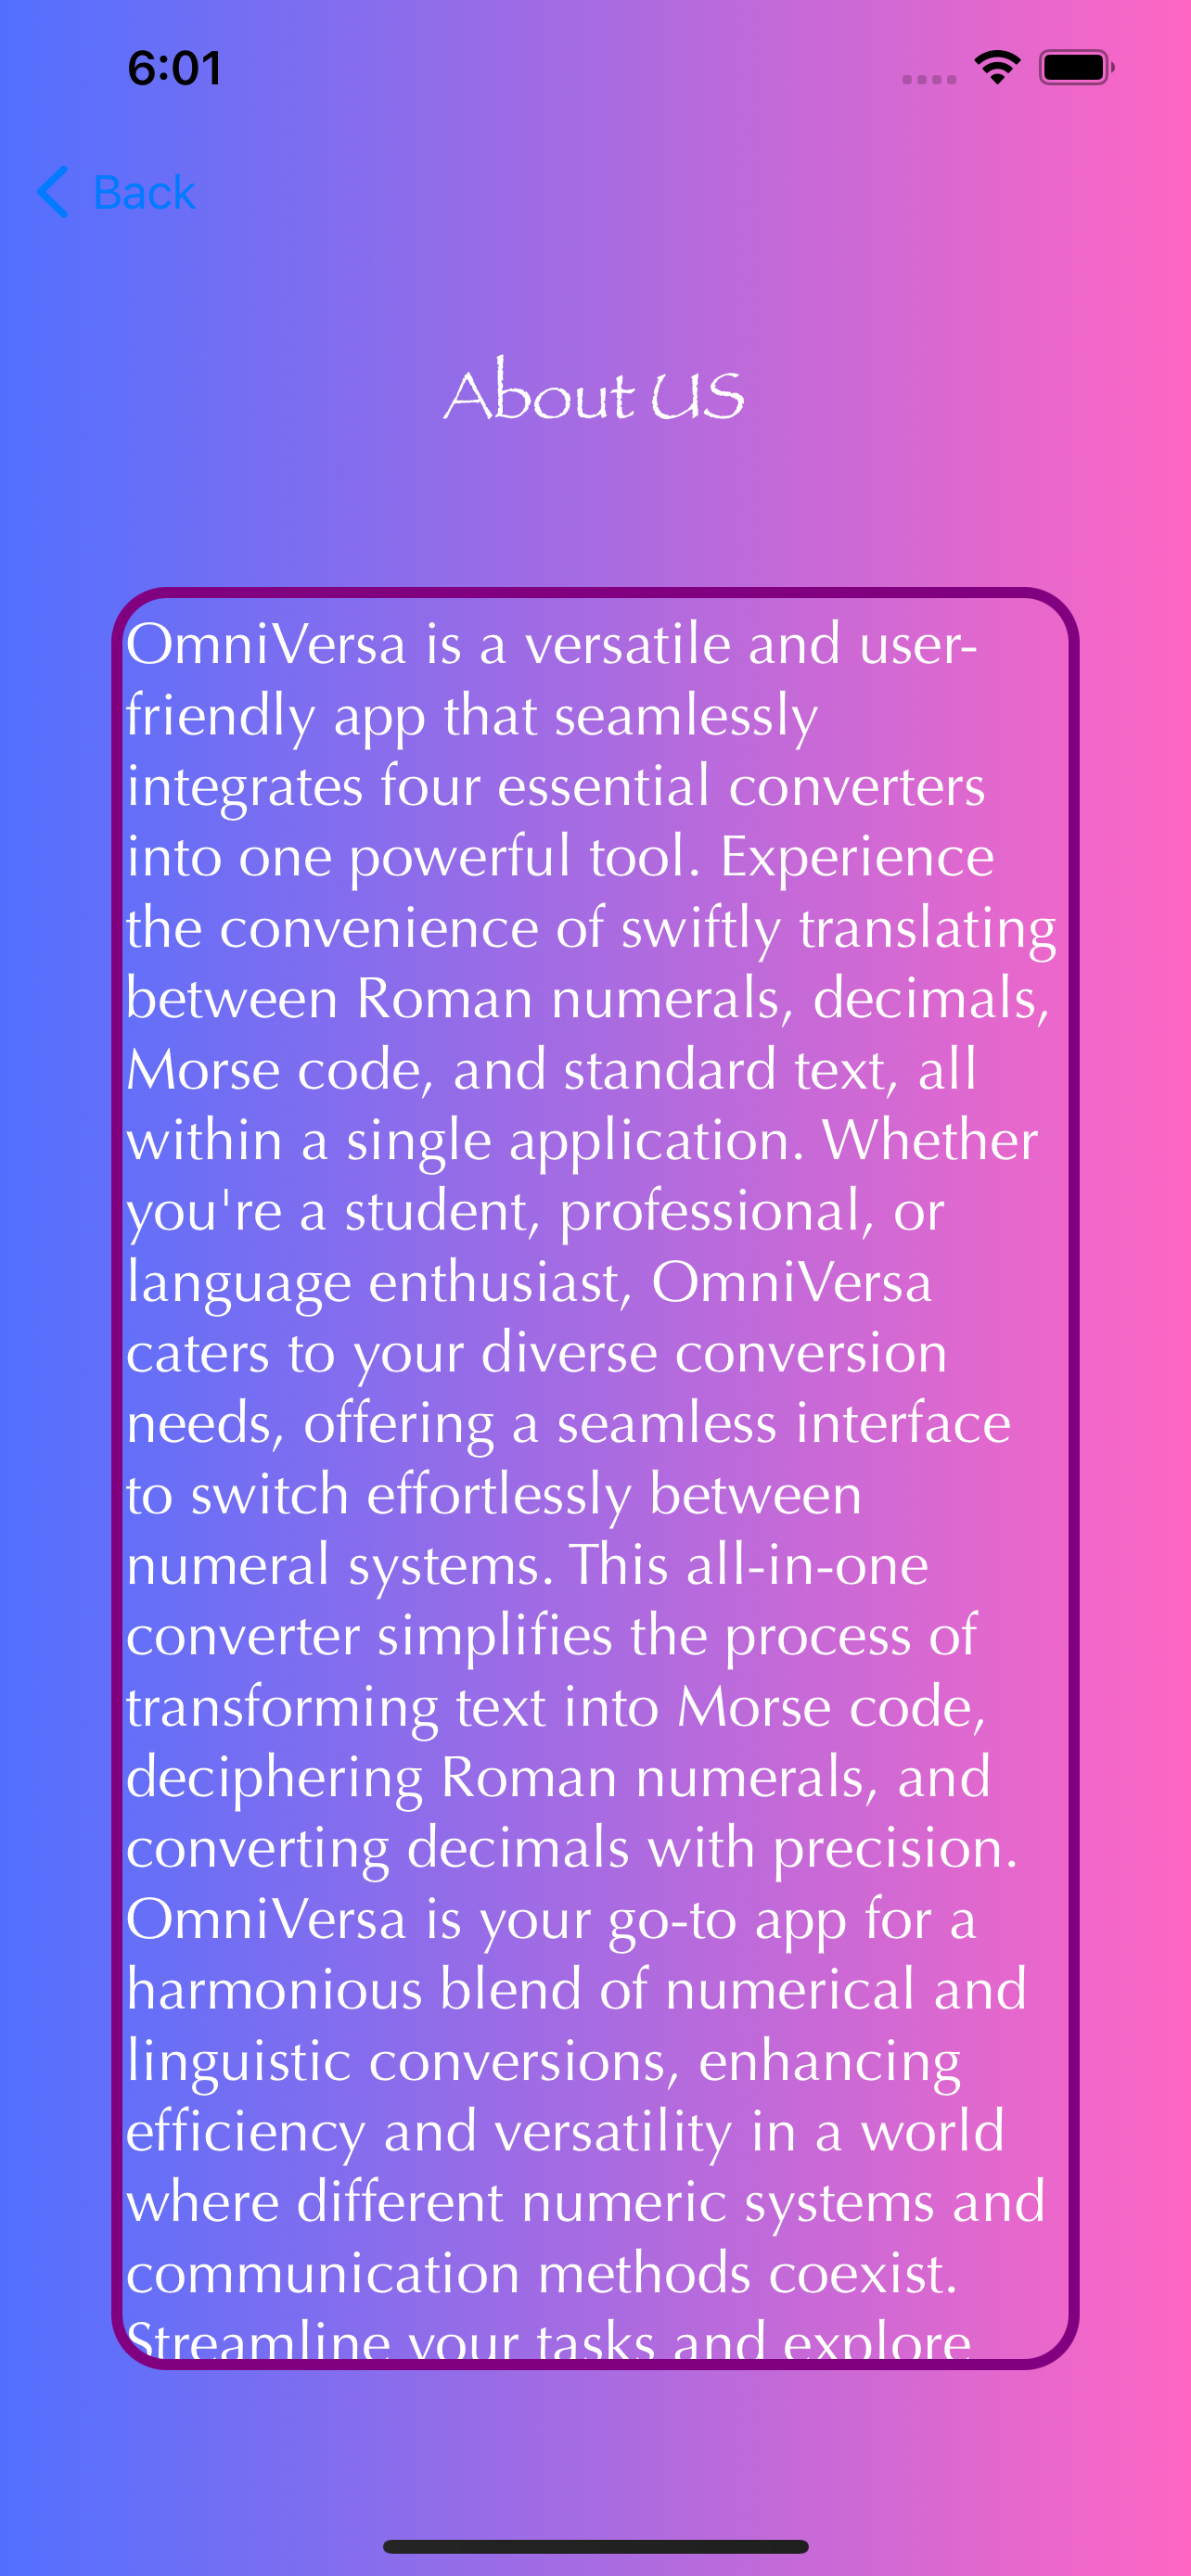 6:01
Back
About US
OmniVersa is a versatile and user-
friendly app that seamlessly
integrates four essential converters
into one powerful tool. Experience
the convenience of swiftly translating
between Roman numerals, decimals,
Morse code, and standard text, all
within a single application. Whether
you're a student, professional, or
language enthusiast, OmniVersa
caters to your diverse conversion
needs, offering a seamless interface
to switch effortlessly between
numeral systems. This all-in-one
converter simplifies the process of
transforming text into Morse code,
deciphering Roman numerals, and
converting decimals with precision.
OmniVersa is your go-to app for a
harmonious blend of numerical and
linguistic conversions, enhancing
efficiency and versatility in a world
where different numeric systems and
communication methods coexist.
Streamline your tasks and explore